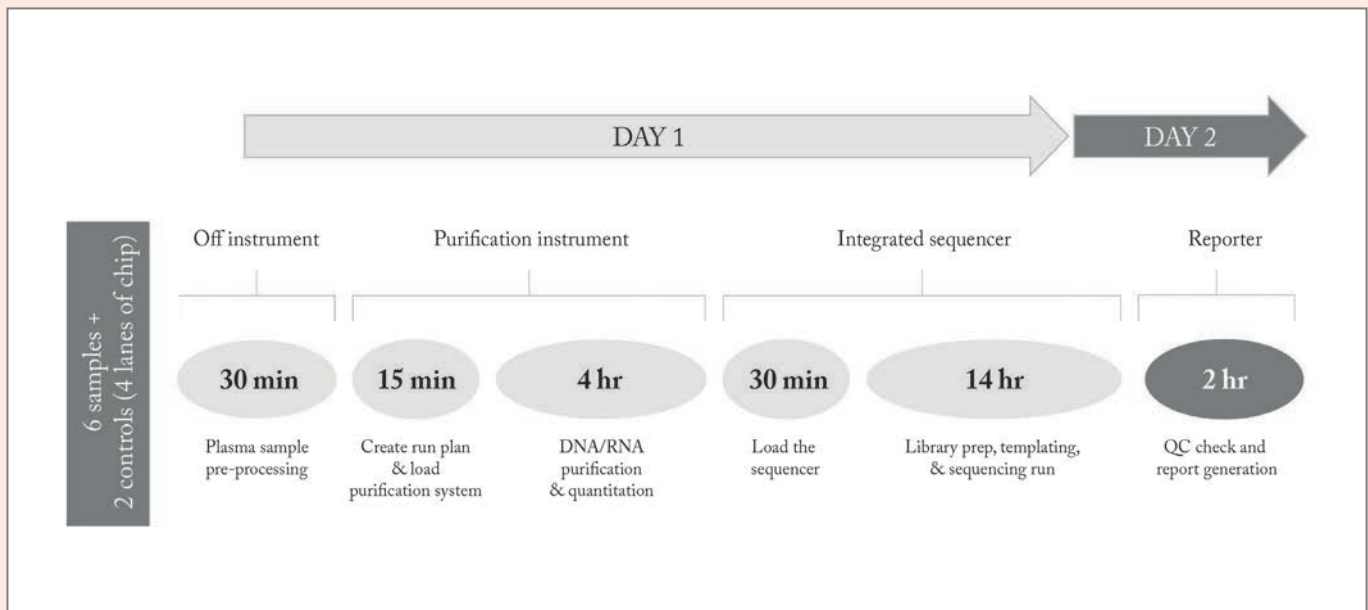 DAY 1
DAY 2
6 samples +
2 controls (4 lanes of chip)
Off instrument
Purification instrument
Integrated sequencer
Reporter
30 min
15 min
4 hr
30 min
14 hr
2 hr
Plasma sample
pre-processing
Create run plan
& load
purification system
DNA/RNA
purification
& quantitation
Load the
sequencer
Library prep, templating,
& sequencing run
QC check and
report generation